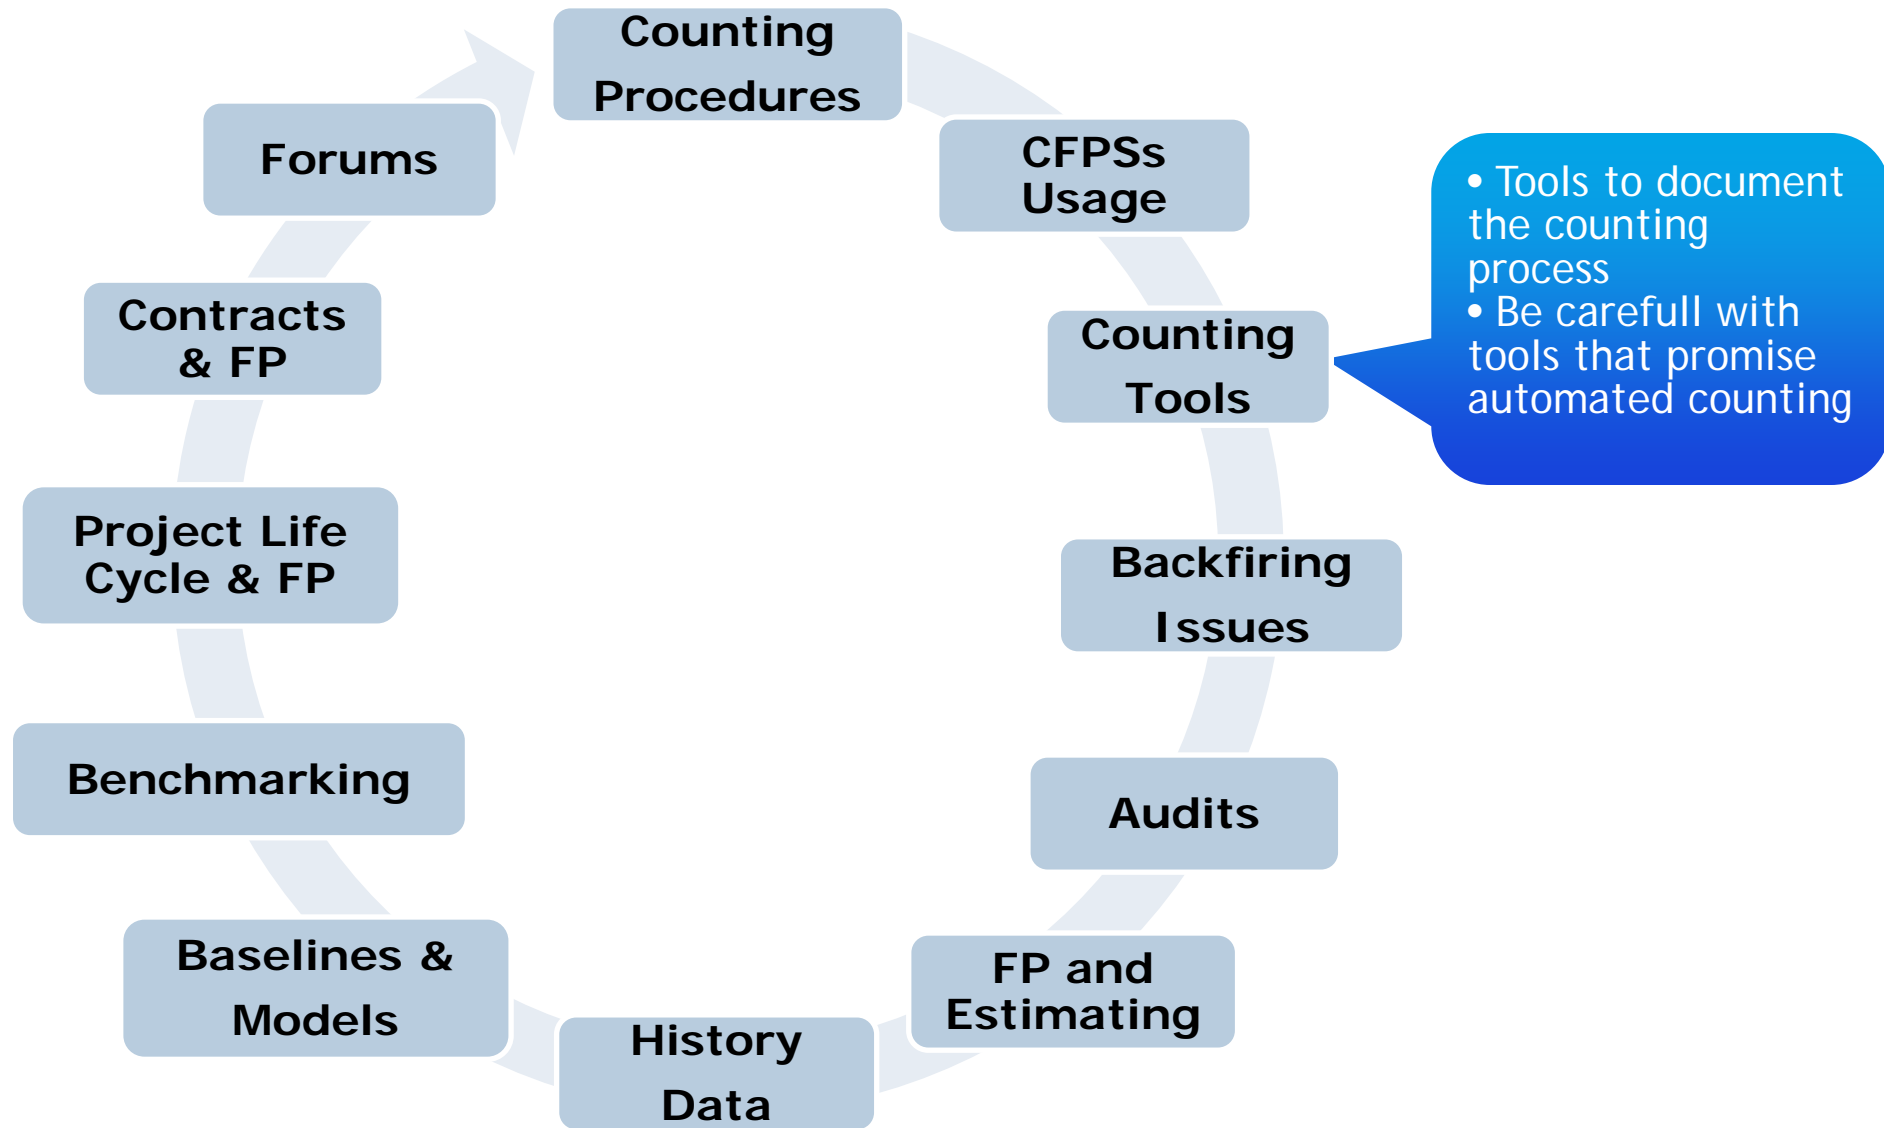 Counting
Procedures
CFPSs
Usage
Counting
Tools
• Tools to document
the counting
process
• Be carefull with
tools that promise
automated counting
Backfiring
Issues
Audits
FP and
Estimating
History
Data
Baselines &
Models
Benchmarking
Project Life
Cycle & FP
Contracts
& FP
Forums